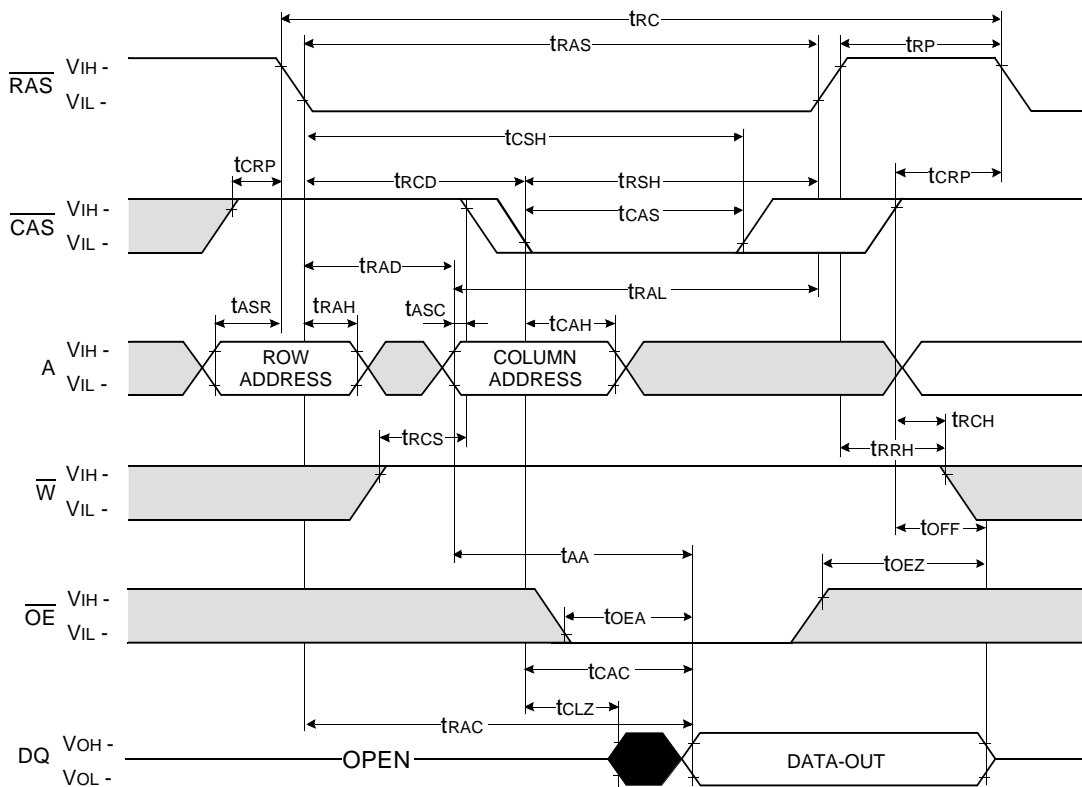 tRC
tRAS
tRP
RAS
VIH -
VIL -
tCSH
tCRP
tRCD
tRSH
tCRP
CAS
VIH -
VIL -
tCAS
tRAD
tRAL
tASR
tRAH
tASC
tCAH
A
VIH -
VIL -
ROW
ADDRESS
COLUMN
ADDRESS
tRCH
tRCS
tRRH
W
VIH -
VIL -
tOFF
tAA
tOEZ
OE
VIH -
VIL -
tOEA
tCAC
tCLZ
tRAC
DQ
VOH -
VOL -
OPEN
DATA-OUT